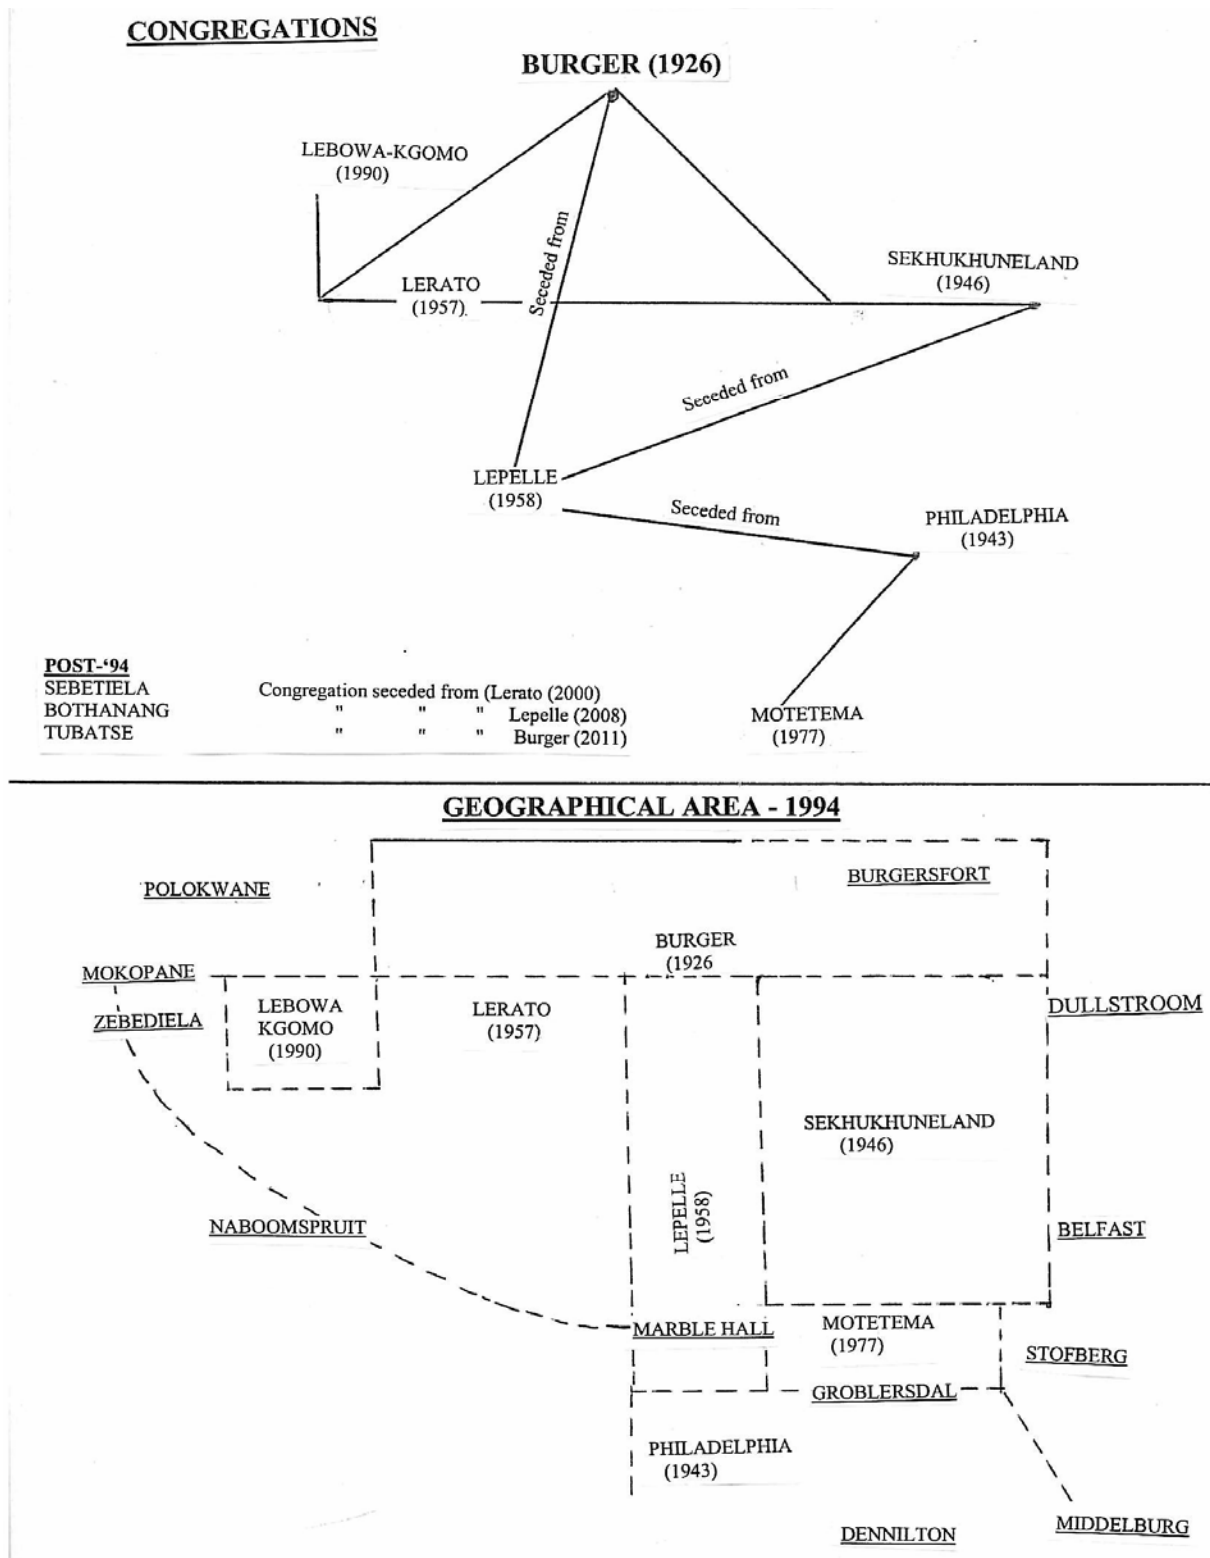 CONGREGATIONS
BURGER (1926)
LEBOWA-KGOMO
(1990)
Seceded from
SEKHUKHUNELAND
(1946)
LERATO
(1957)
Seceded from
LEPELLE
(1958)
Seceded from
PHILADELPHIA
(1943)
POST-‘94
SEBETIELA Congregation seceded from (Lerato (2000)
BOTHANANG " " " Lepelle (2008)
TUBATSE " " " Burger (2011)
MOTETEMA
(1977)
GEOGRAPHICAL AREA - 1994
POLOKWANE
BURGERSFORT
BURGER
(1926
MOKOPANE
ZEBEDIELA
LEBOWA
KGOMO
(1990)
LERATO
(1957)
DULLSTROOM
SEKHUKHUNELAND
(1946)
LEPELLE
(1958)
NABOOMSPRUIT
BELFAST
MARBLE HALL
MOTETEMA
(1977)
STOFBERG
GROBLERSDAL
PHILADELPHIA
(1943)
DENNILTON
MIDDELBURG